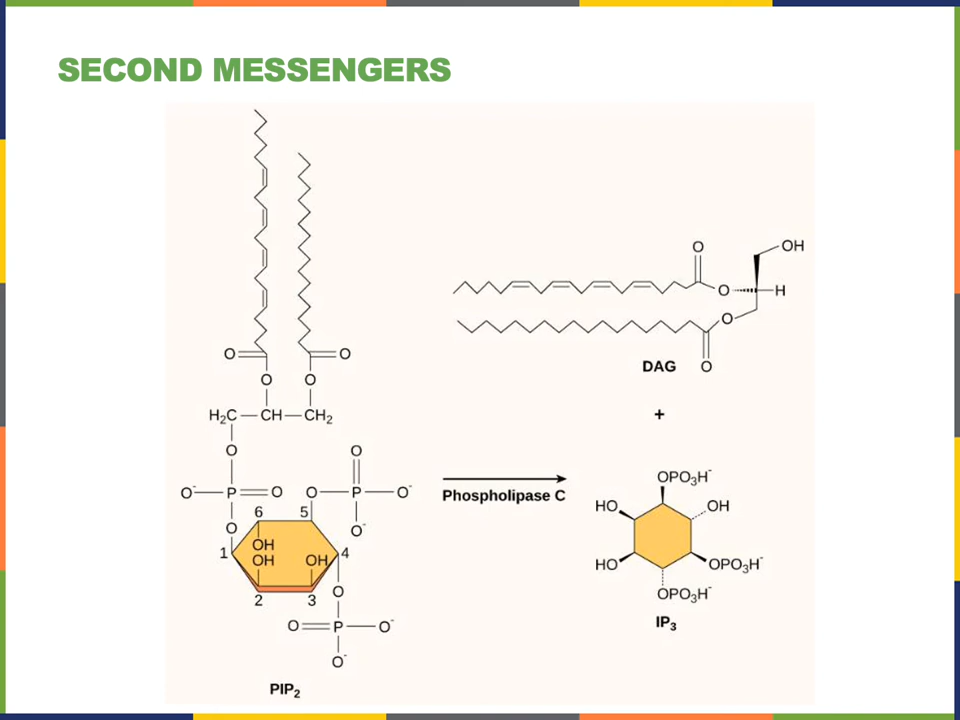 SECOND MESSENGERS
O O
O O
H₂C—CH—CH₂
O O
O⁻ P O O P O⁻
O 6 5 O⁻
1 OH 4
OH OH
2 3 O
O P O⁻
O⁻
PIP₂
Phospholipase C
O OH
O H
O
DAG O
+
OPO₃H⁻
HO OH
HO OPO₃H⁻
OPO₃H⁻
IP₃